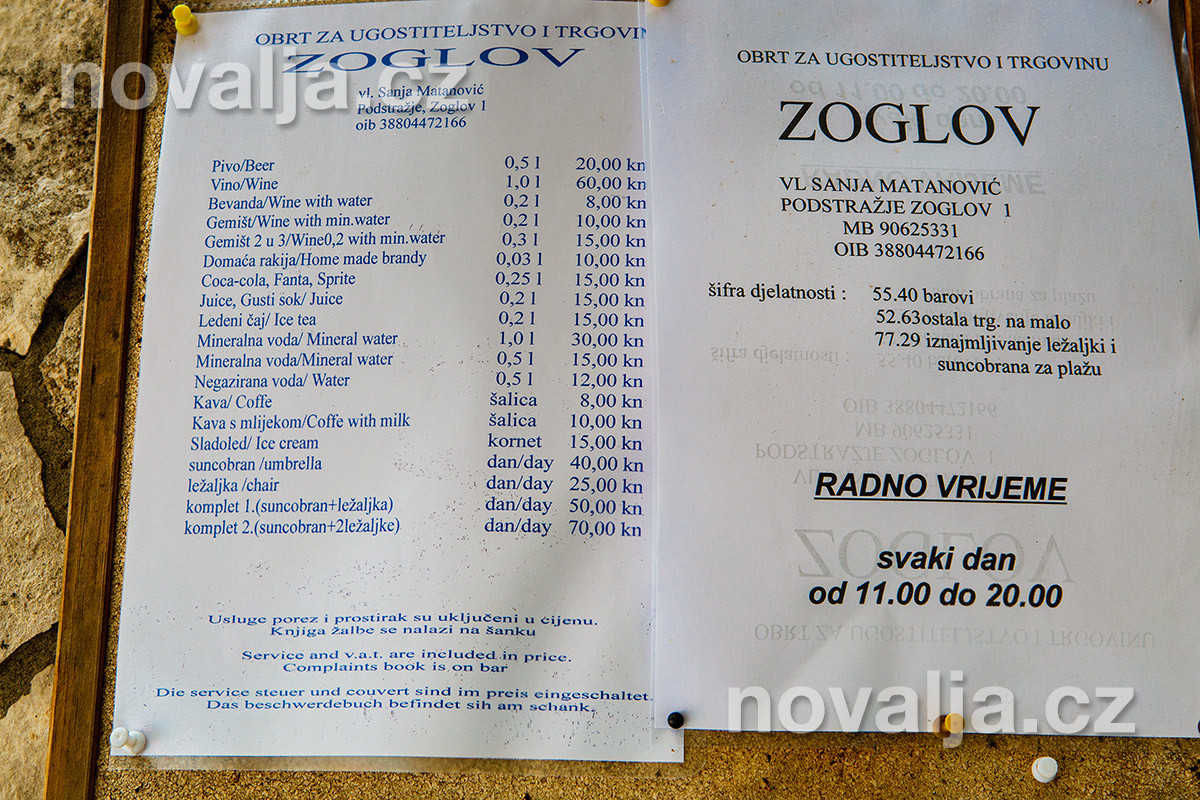 OBRT ZA UGOSTITELJSTVO I TRGOVIN
ZOGLOV
vl. Sanja Matanović
Podstražje, Zoglov 1
oib 38804472166
Pivo/Beer 0,5 l 20,00 kn
Vino/Wine 1,0 l 60,00 kn
Bevanda/Wine with water 0,2 l 8,00 kn
Gemišt/Wine with min.water 0,2 l 10,00 kn
Gemišt 2 u 3/Wine0,2 with min.water 0,3 l 15,00 kn
Domaća rakija/Home made brandy 0,03 l 10,00 kn
Coca-cola, Fanta, Sprite 0,25 l 15,00 kn
Juice, Gusti sok/ Juice 0,2 l 15,00 kn
Ledeni čaj/ Ice tea 0,2 l 15,00 kn
Mineralna voda/ Mineral water 1,0 l 30,00 kn
Mineralna voda/Mineral water 0,5 l 15,00 kn
Negazirana voda/ Water 0,5 l 12,00 kn
Kava/ Coffe šalica 8,00 kn
Kava s mlijekom/Coffe with milk šalica 10,00 kn
Sladoled/ Ice cream kornet 15,00 kn
suncobran /umbrella dan/day 40,00 kn
ležaljka /chair dan/day 25,00 kn
komplet 1.(suncobran+ležaljka) dan/day 50,00 kn
komplet 2.(suncobran+2ležaljke) dan/day 70,00 kn
Usluge porez i prostirak su uključeni u cijenu.
Knjiga žalbe se nalazi na šanku
Service and v.a.t. are included in price.
Complaints book is on bar
Die service steuer und couvert sind im preis eingeschaltet.
Das beschwerdebuch befindet sih am schank.
OBRT ZA UGOSTITELJSTVO I TRGOVINU
ZOGLOV
VL SANJA MATANOVIĆ
PODSTRAŽJE ZOGLOV 1
MB 90625331
OIB 38804472166
šifra djelatnosti : 55.40 barovi
52.63ostala trg. na malo
77.29 iznajmljivanje ležaljki i
suncobrana za plažu
RADNO VRIJEME
svaki dan
od 11.00 do 20.00
novalja.cz
novalja.cz